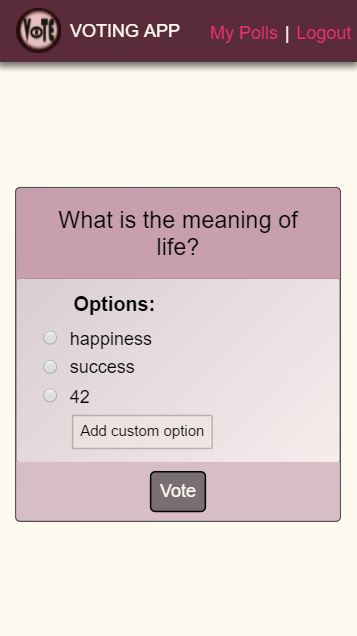 VOTE VOTING APP My Polls | Logout
What is the meaning of
life?
Options:
happiness
success
42
Add custom option
Vote